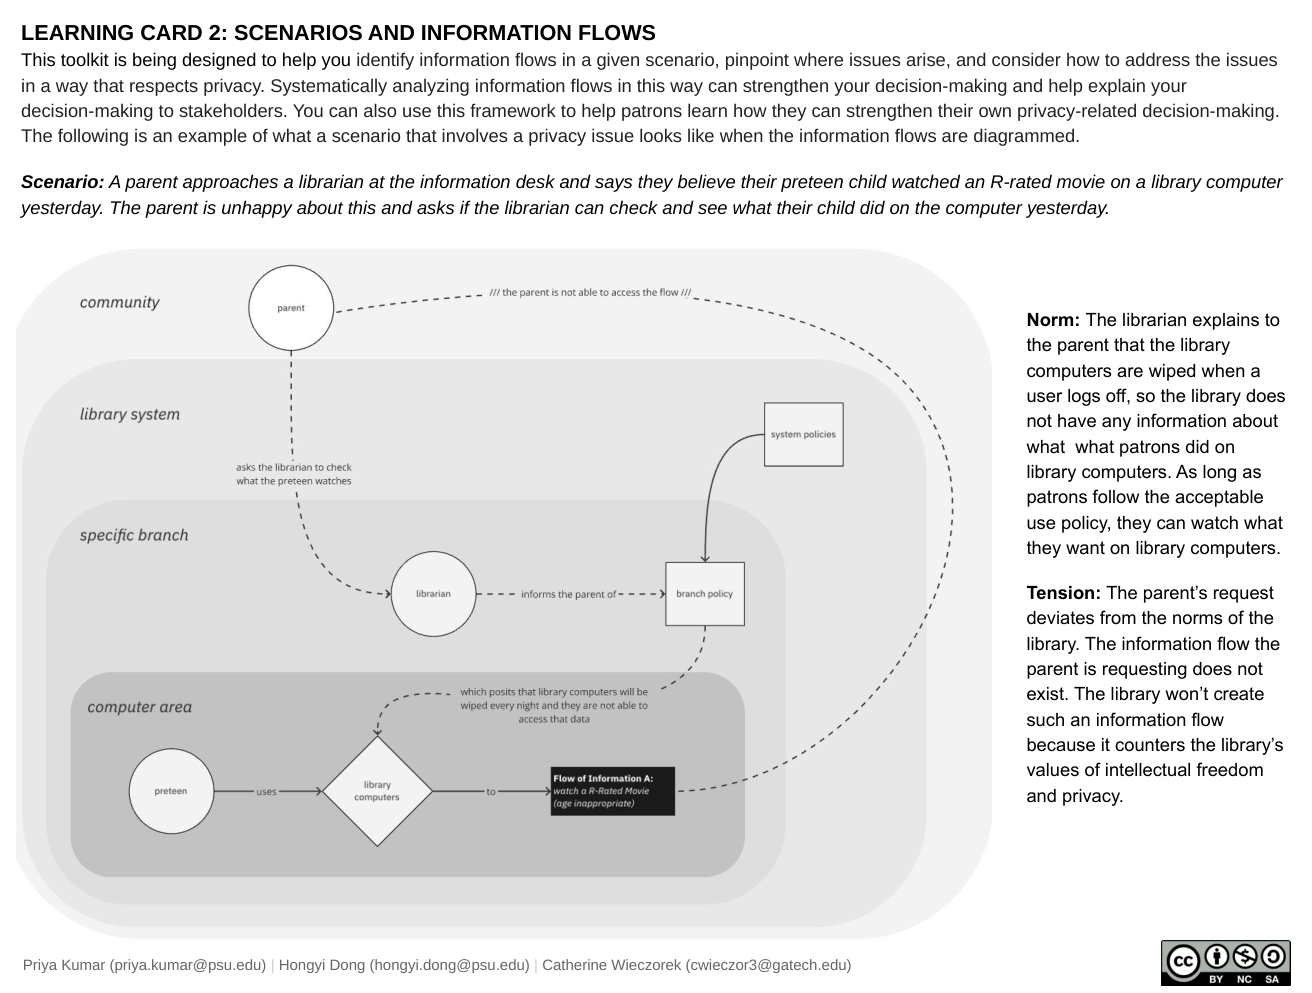 LEARNING CARD 2: SCENARIOS AND INFORMATION FLOWS
This toolkit is being designed to help you identify information flows in a given scenario, pinpoint where issues arise, and consider how to address the issues
in a way that respects privacy. Systematically analyzing information flows in this way can strengthen your decision-making and help explain your
decision-making to stakeholders. You can also use this framework to help patrons learn how they can strengthen their own privacy-related decision-making.
The following is an example of what a scenario that involves a privacy issue looks like when the information flows are diagrammed.
Scenario: A parent approaches a librarian at the information desk and says they believe their preteen child watched an R-rated movie on a library computer
yesterday. The parent is unhappy about this and asks if the librarian can check and see what their child did on the computer yesterday.
community
parent
/// the parent is not able to access the flow ///
library system
system policies
asks the librarian to check
what the preteen watches
specific branch
librarian
informs the parent of
branch policy
computer area
which posits that library computers will be
wiped every night and they are not able to
access that data
preteen
uses
library
computers
to
Flow of Information A:
watch a R-Rated Movie
(age inappropriate)
Norm: The librarian explains to
the parent that the library
computers are wiped when a
user logs off, so the library does
not have any information about
what  what patrons did on
library computers. As long as
patrons follow the acceptable
use policy, they can watch what
they want on library computers.
Tension: The parent’s request
deviates from the norms of the
library. The information flow the
parent is requesting does not
exist. The library won’t create
such an information flow
because it counters the library’s
values of intellectual freedom
and privacy.
Priya Kumar (priya.kumar@psu.edu) | Hongyi Dong (hongyi.dong@psu.edu) | Catherine Wieczorek (cwieczor3@gatech.edu)
cc
BY NC SA